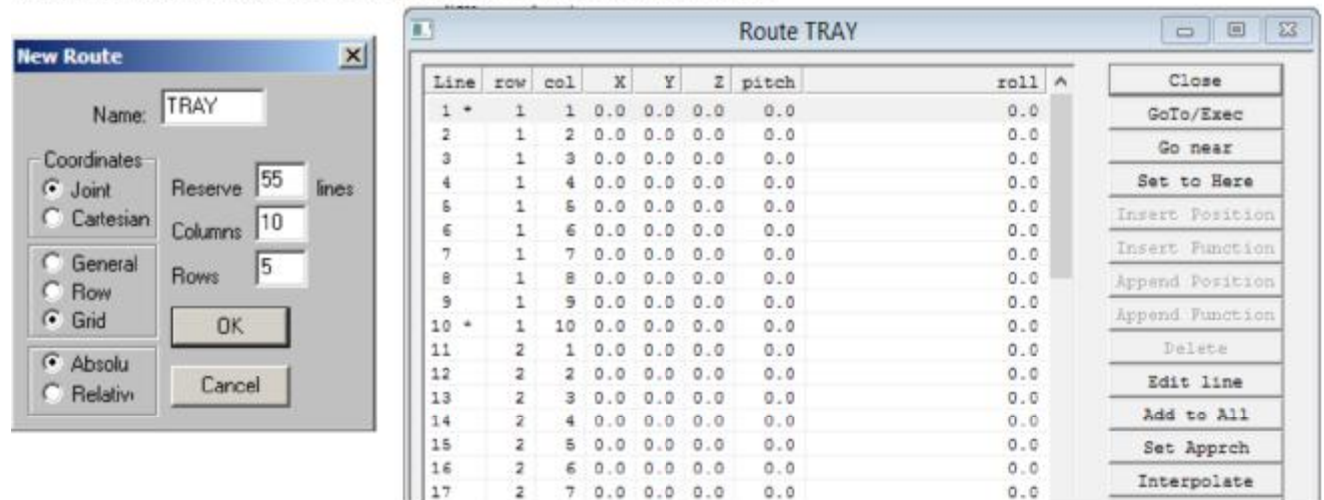 New Route
Name: TRAY
Coordinates
Joint
Cartesian
Reserve 55 lines
Columns 10
Rows 5
General
Row
Grid
OK
Absolu
Relativ
Cancel
Route TRAY
Line row col X Y Z pitch roll
1 * 1 1 0.0 0.0 0.0 0.0 0.0
2 1 2 0.0 0.0 0.0 0.0 0.0
3 1 3 0.0 0.0 0.0 0.0 0.0
4 1 4 0.0 0.0 0.0 0.0 0.0
5 1 5 0.0 0.0 0.0 0.0 0.0
6 1 6 0.0 0.0 0.0 0.0 0.0
7 1 7 0.0 0.0 0.0 0.0 0.0
8 1 8 0.0 0.0 0.0 0.0 0.0
9 1 9 0.0 0.0 0.0 0.0 0.0
10 * 1 10 0.0 0.0 0.0 0.0 0.0
11 2 1 0.0 0.0 0.0 0.0 0.0
12 2 2 0.0 0.0 0.0 0.0 0.0
13 2 3 0.0 0.0 0.0 0.0 0.0
14 2 4 0.0 0.0 0.0 0.0 0.0
15 2 5 0.0 0.0 0.0 0.0 0.0
16 2 6 0.0 0.0 0.0 0.0 0.0
17 2 7 0.0 0.0 0.0 0.0 0.0
Close
GoTo/Exec
Go near
Set to Here
Insert Position
Insert Function
Append Position
Append Function
Delete
Edit line
Add to All
Set Apprch
Interpolate